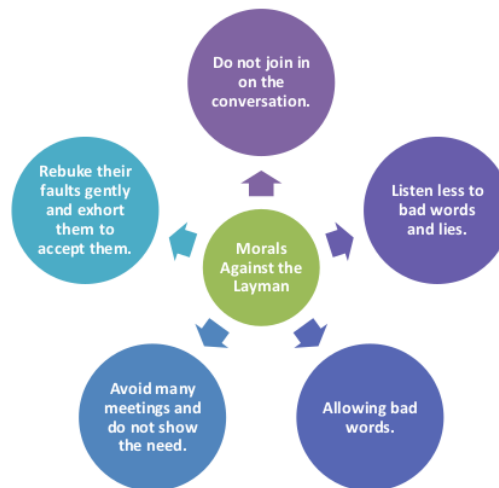 Do not join in
on the
conversation.
Rebuke their
faults gently
and exhort
them to
accept them.
Listen less to
bad words
and lies.
Morals
Against the
Layman
Avoid many
meetings and
do not show
the need.
Allowing bad
words.